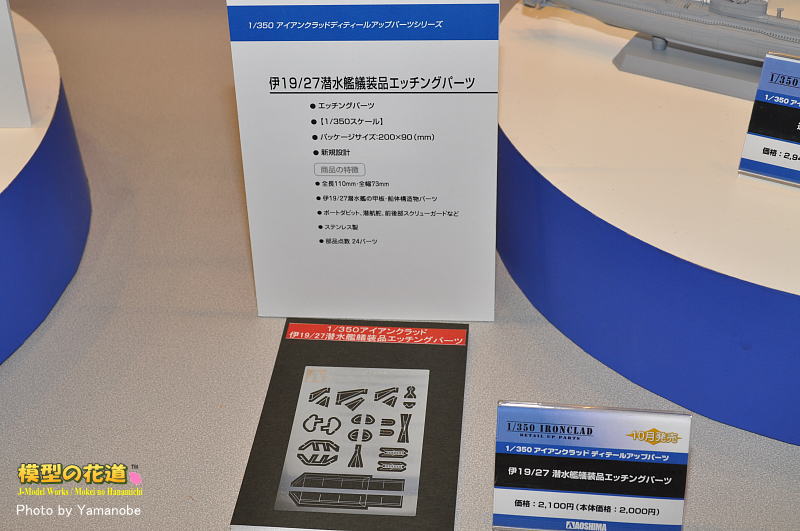 1/350 アイアンクラッドディティールアップパーツシリーズ
伊19/27潜水艦艤装品エッチングパーツ
● エッチングパーツ
● 【1/350スケール】
● パッケージサイズ:200×90(mm)
● 新規設計
商品の特徴
● 全長110mm・全幅73mm
● 伊19/27潜水艦の甲板・船体構造物パーツ
● ボートダビット、潜航舵、前後部スクリューガードなど
● ステンレス製
● 部品点数 24パーツ
1/350
1/350 アイ
価格:2,94
1/350アイアンクラッド
伊19/27潜水艦艤装品エッチングパーツ
1/350 IRONCLAD
DETAIL UP PARTS
10月発売
1/350 アイアンクラッド ディテールアップパーツ
伊19/27 潜水艦艤装品エッチングパーツ
価格:2,100円(本体価格:2,000円)
AOSHIMA
模型の花道™
J-Model Works / Mokei no Hanamichi
Photo by Yamanobe